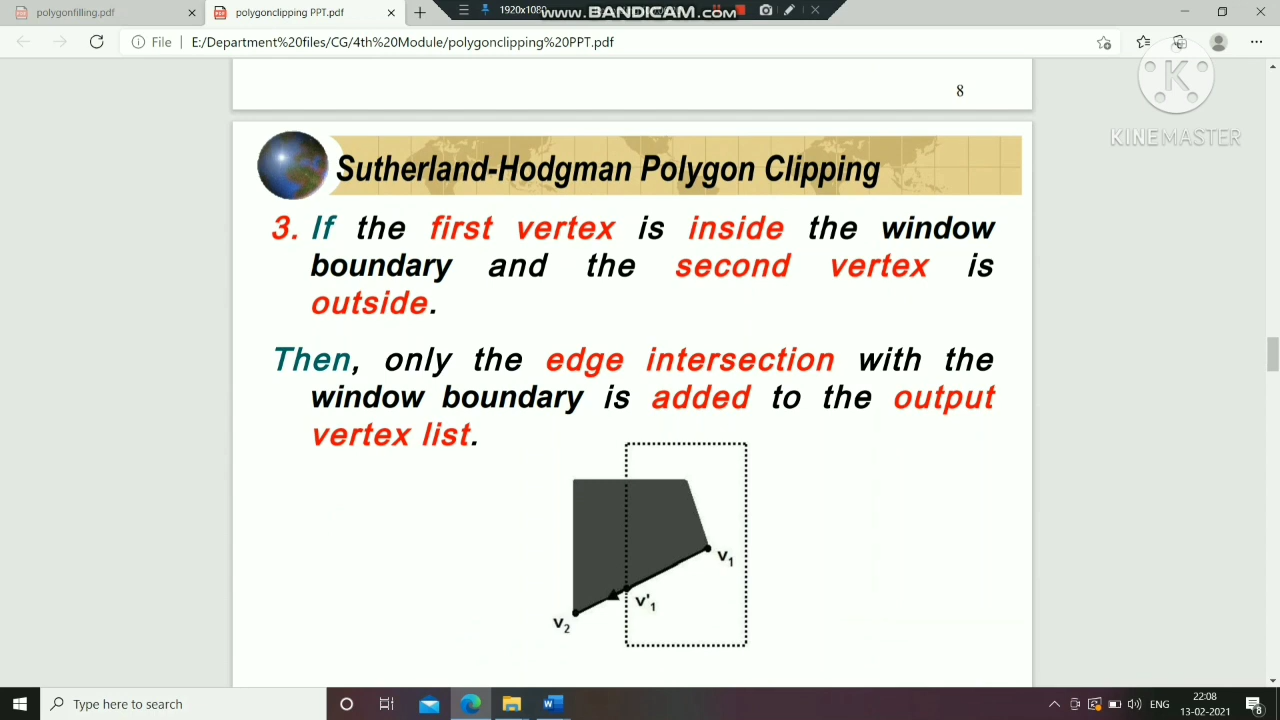 polygonfilling.pdf
polygonclipping PPT.pdf
1920x1080
www.BANDICAM.com
File
E:/Department%20files/CG/4th%20Module/polygonclipping%20PPT.pdf
K
KINEMASTER
8
Sutherland-Hodgman Polygon Clipping
3. If the first vertex is inside the window
boundary and the second vertex is
outside.
Then, only the edge intersection with the
window boundary is added to the output
vertex list.
v1
v'1
v2
Type here to search
ENG
22:08
13-02-2021
8